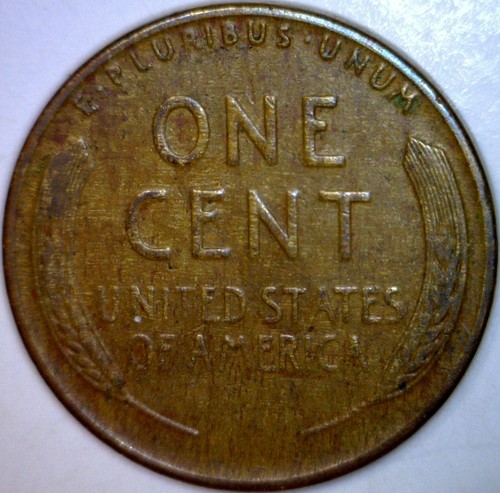 E·PLURIBUS·UNUM
ONE
CENT
UNITED STATES
OF AMERICA